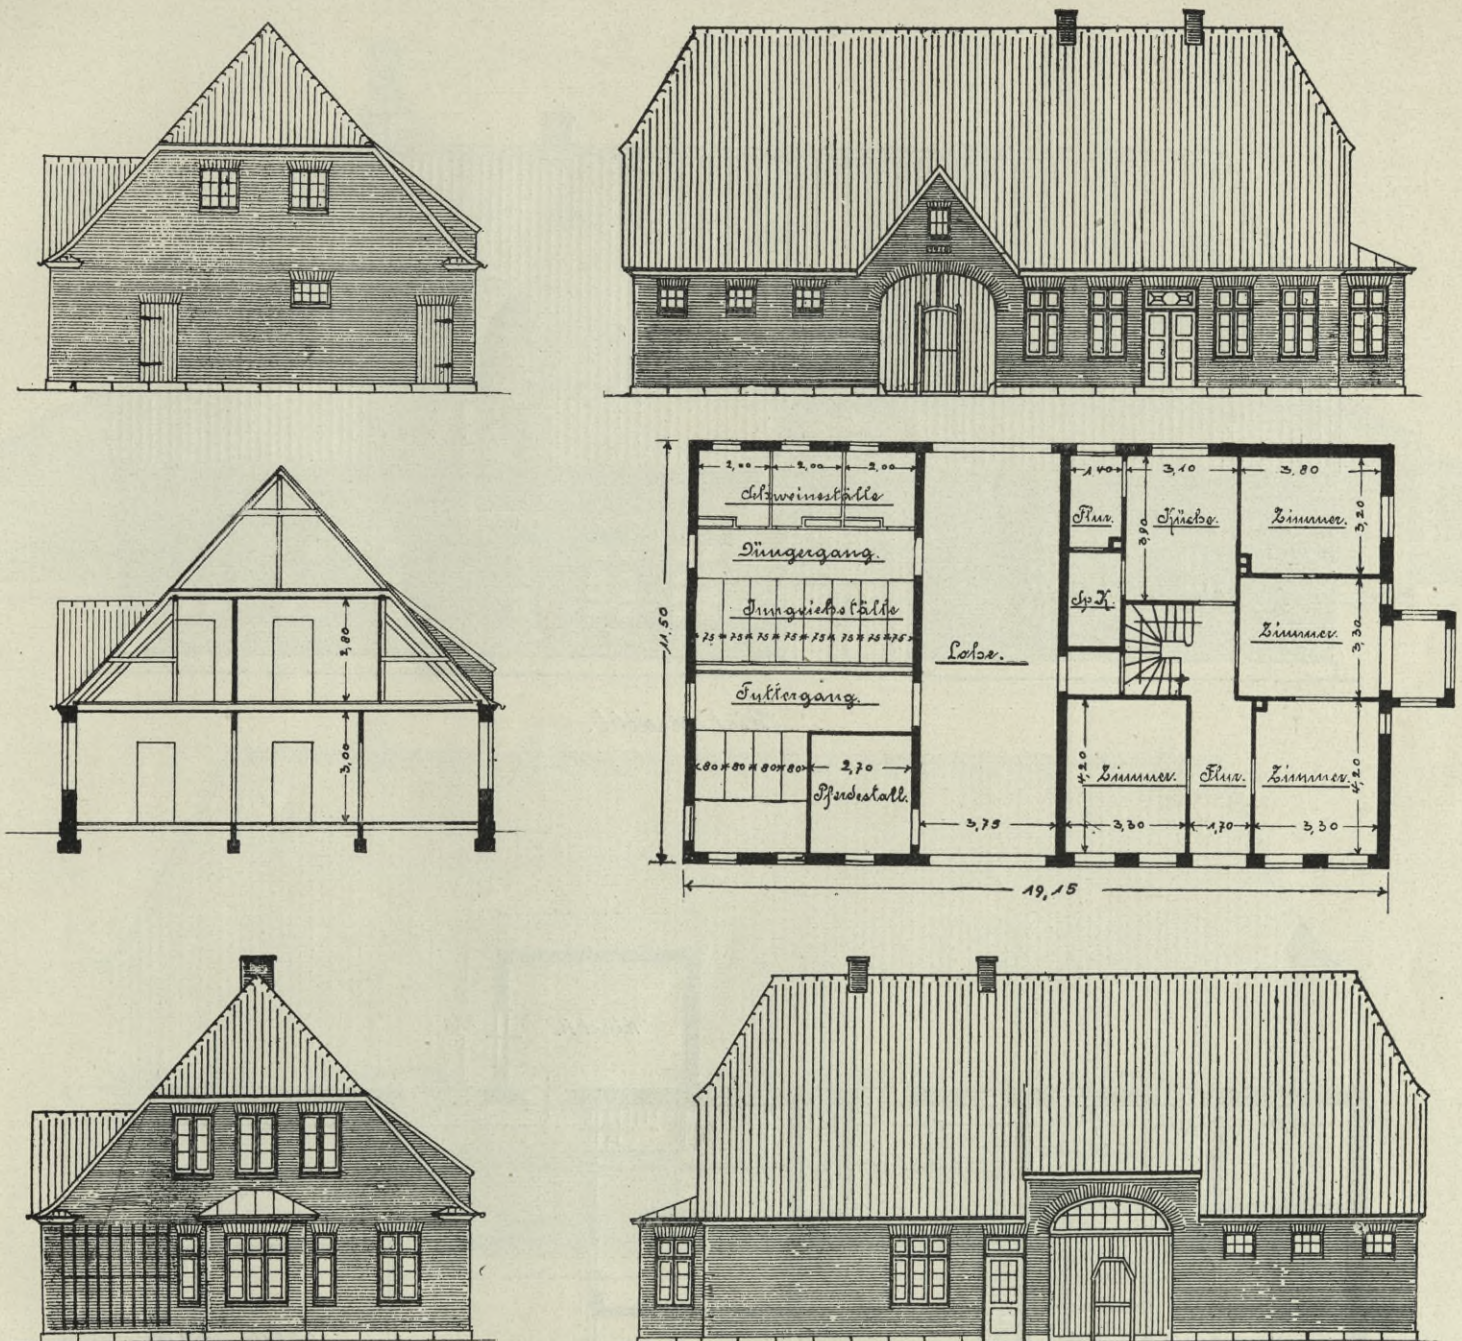 2,80
3,00
2,00 2,00 2,00
Schweineställe
Düngergang.
Jungviehställe
75 75 75 75 75 75 75 75
Futtergang.
80 80 80 80
2,70
Pferdestall.
Lohe.
3,75
1,40 3,10 3,80
Flur. Küche. Zimmer.
3,90 3,20
Sp.K. Zimmer.
3,30
4,20 Zimmer. Flur. Zimmer. 4,20
3,30 1,70 3,30
11,50
19,15